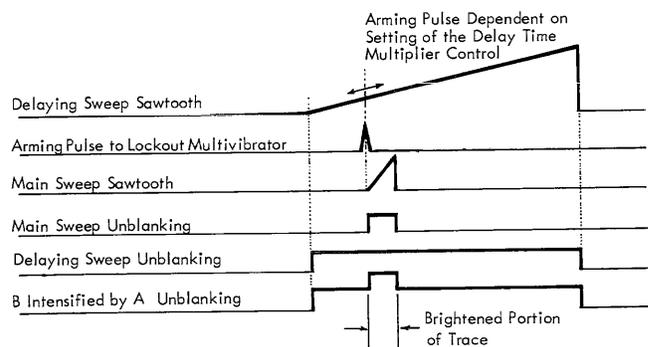 Arming Pulse Dependent on
Setting of the Delay Time
Multiplier Control
Delaying Sweep Sawtooth
Arming Pulse to Lockout Multivibrator
Main Sweep Sawtooth
Main Sweep Unblanking
Delaying Sweep Unblanking
B Intensified by A Unblanking
Brightened Portion
of Trace